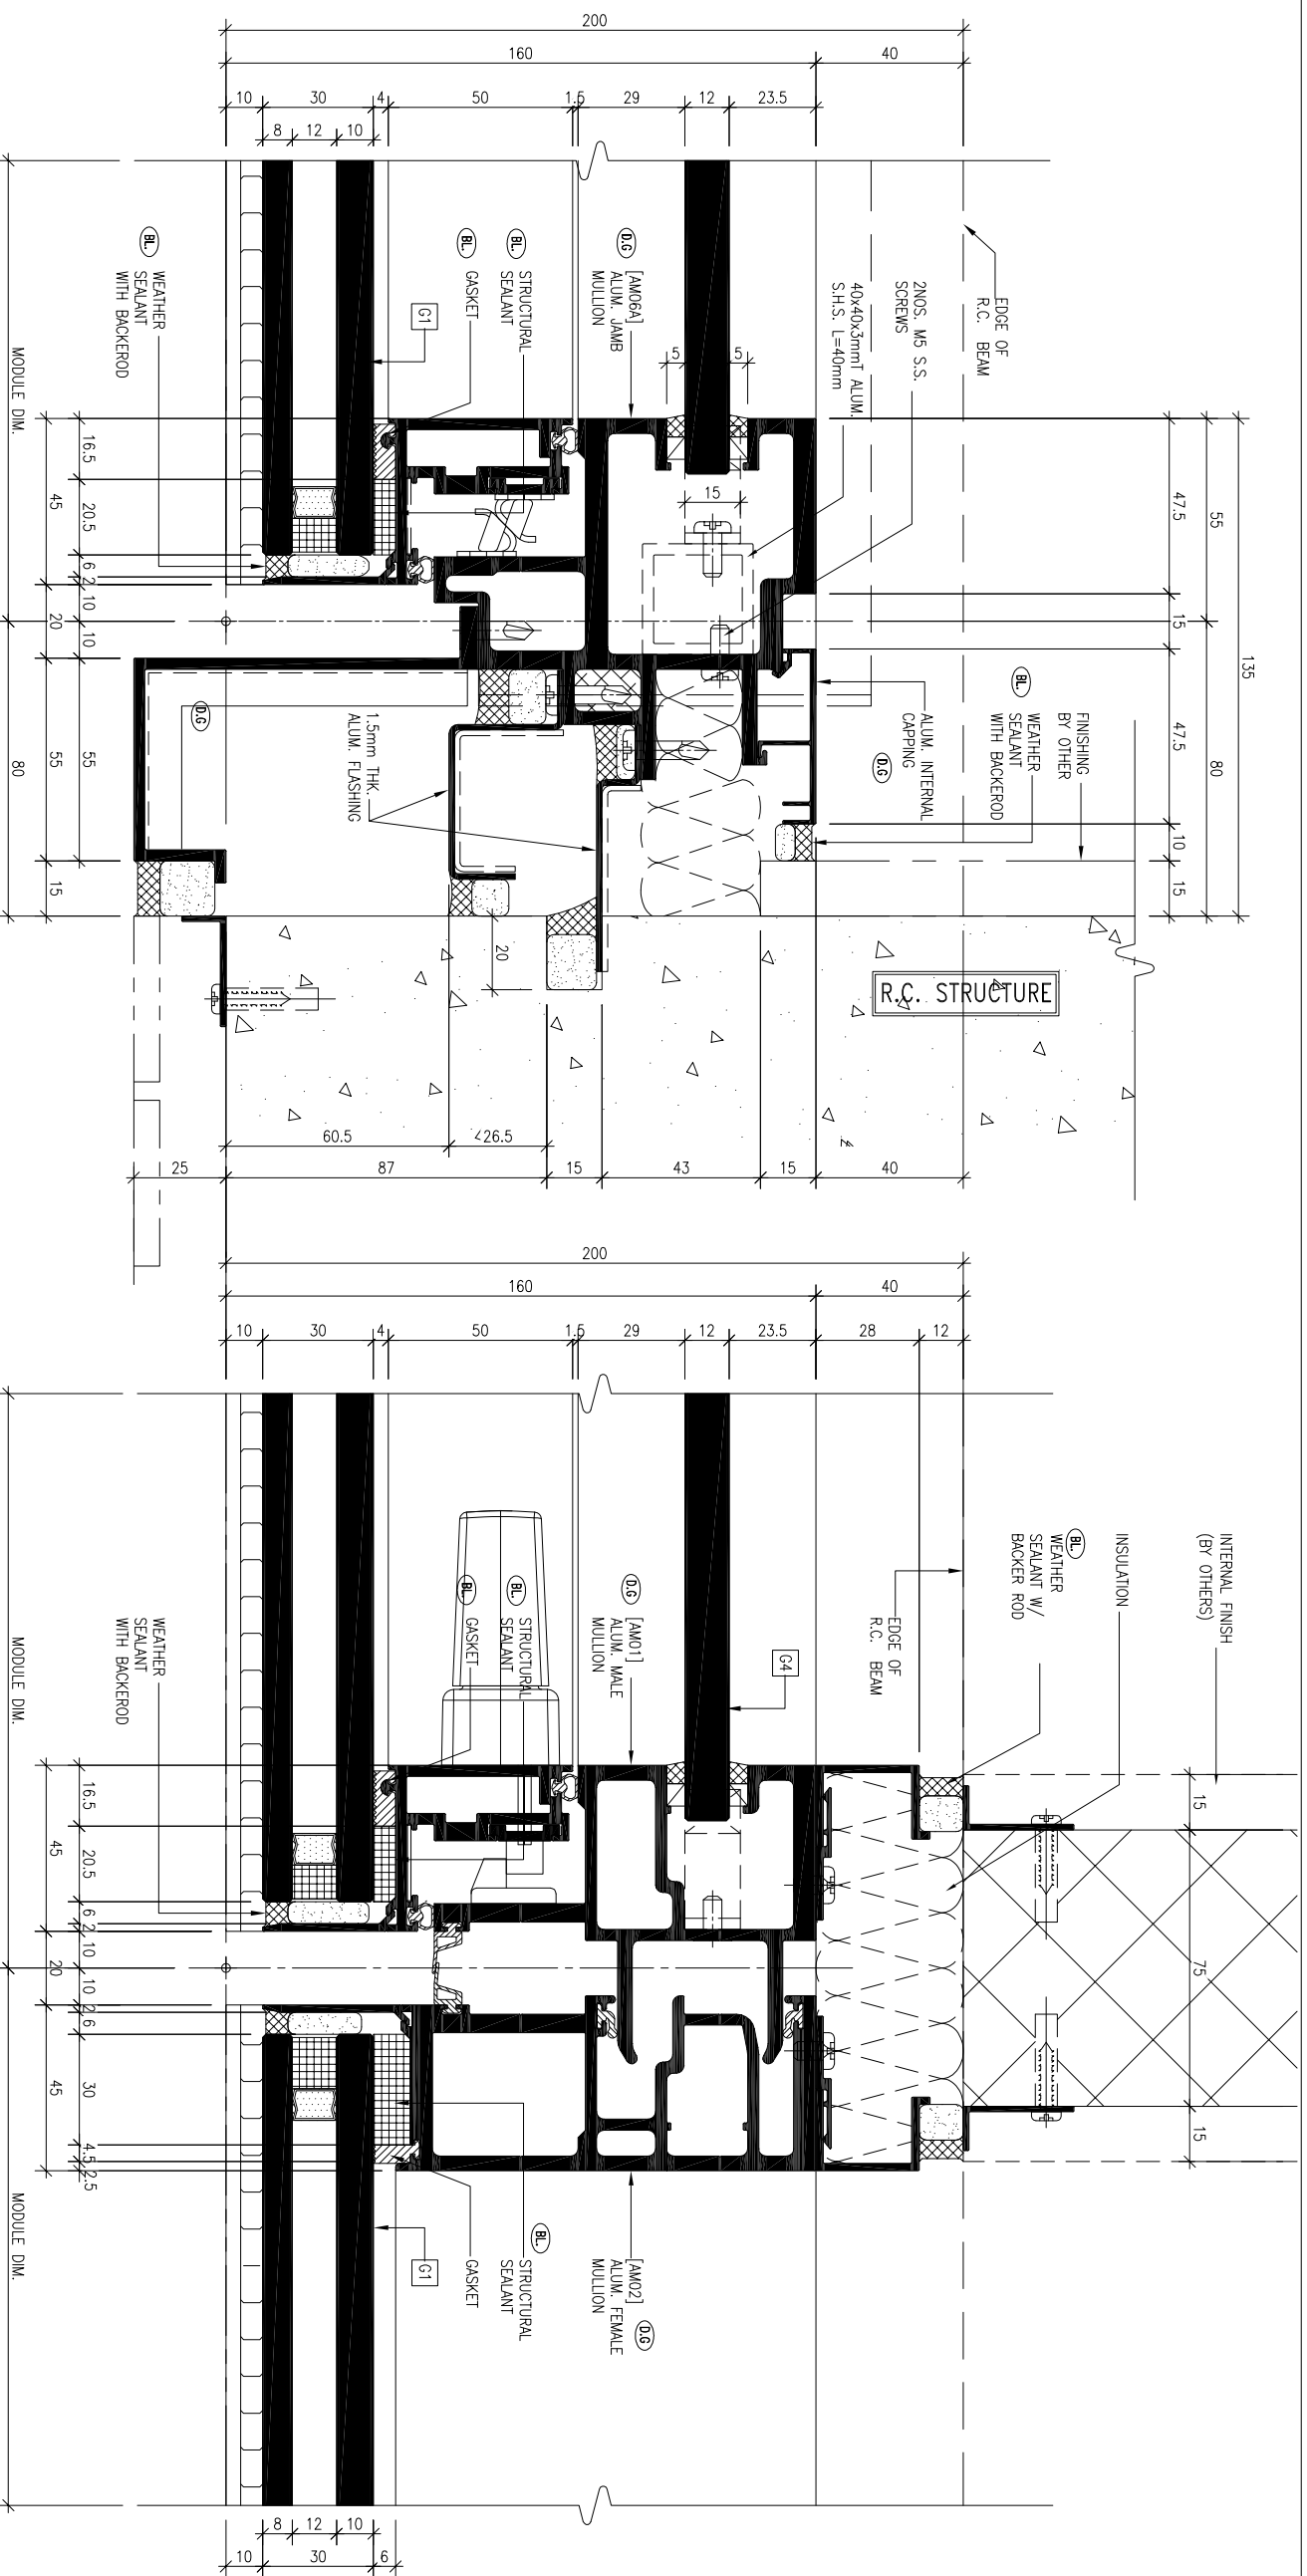 200
160
40
10
30
4
50
1.5
29
12
23.5
8
12
10
EDGE OF
R.C. BEAM
2NOS. M5 S.S.
SCREWS
40x40x3mmT ALUM.
S.H.S. L=40mm
D.G
[AM06A]
ALUM. JAMB
MULLION
BL.
STRUCTURAL
SEALANT
BL.
GASKET
G1
BL.
WEATHER
SEALANT
WITH BACKEROD
MODULE DIM.
5
5
15
135
55
80
47.5
15
47.5
10
15
16.5
20.5
6
2
10
10
55
15
45
20
55
80
BL.
WEATHER
SEALANT
WITH BACKEROD
FINISHING
BY OTHER
ALUM. INTERNAL
CAPPING
D.G
D.G
1.5mm THK.
ALUM. FLASHING
20
R.C. STRUCTURE
60.5
26.5
25
87
15
43
15
40
200
160
40
10
30
4
50
1.5
29
12
23.5
28
12
INTERNAL FINISH
(BY OTHERS)
INSULATION
BL.
WEATHER
SEALANT W/
BACKER ROD
EDGE OF
R.C. BEAM
G4
D.G
[AM01]
ALUM. MALE
MULLION
BL.
STRUCTURAL
SEALANT
BL.
GASKET
WEATHER
SEALANT
WITH BACKEROD
MODULE DIM.
15
75
15
16.5
20.5
6
2
10
10
2
6
30
4.5
2.5
45
20
45
[AM02]
ALUM. FEMALE
MULLION
D.G
BL.
STRUCTURAL
SEALANT
GASKET
G1
MODULE DIM.
8
12
10
10
30
6